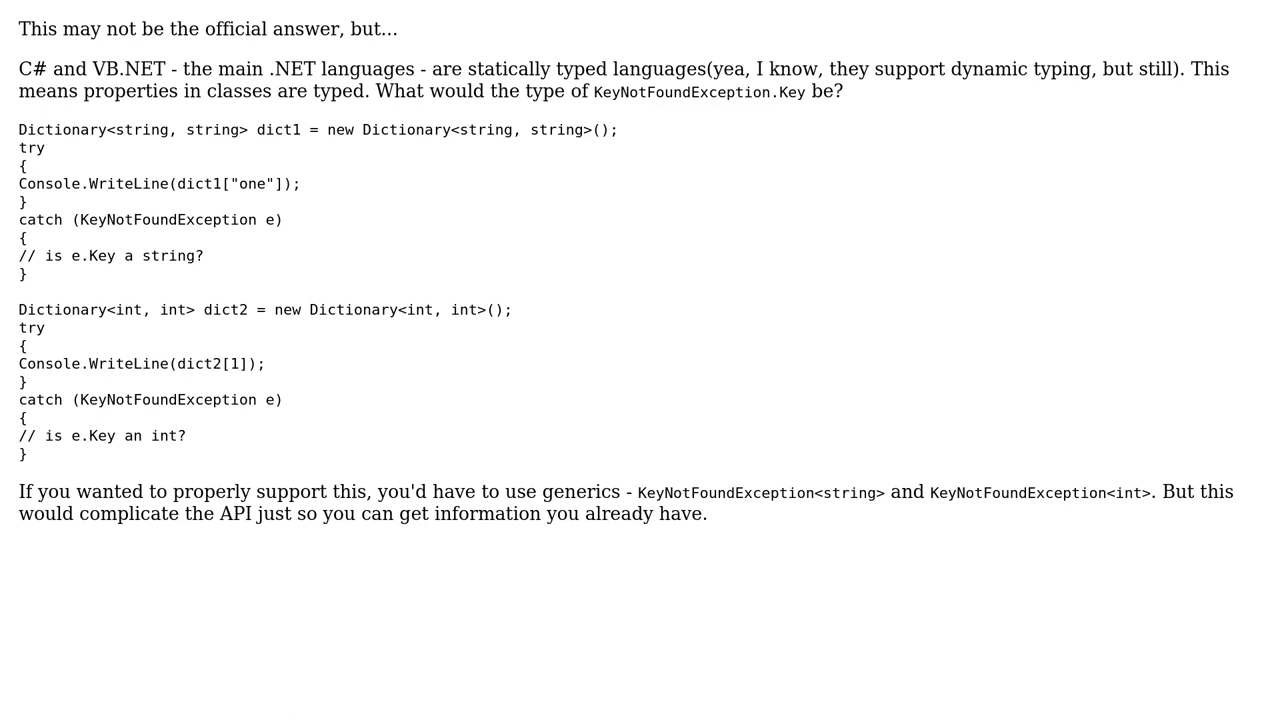 This may not be the official answer, but...
C# and VB.NET - the main .NET languages - are statically typed languages(yea, I know, they support dynamic typing, but still). This
means properties in classes are typed. What would the type of KeyNotFoundException.Key be?
Dictionary<string, string> dict1 = new Dictionary<string, string>();
try
{
Console.WriteLine(dict1["one"]);
}
catch (KeyNotFoundException e)
{
// is e.Key a string?
}
Dictionary<int, int> dict2 = new Dictionary<int, int>();
try
{
Console.WriteLine(dict2[1]);
}
catch (KeyNotFoundException e)
{
// is e.Key an int?
}
If you wanted to properly support this, you'd have to use generics - KeyNotFoundException<string> and KeyNotFoundException<int>. But this
would complicate the API just so you can get information you already have.